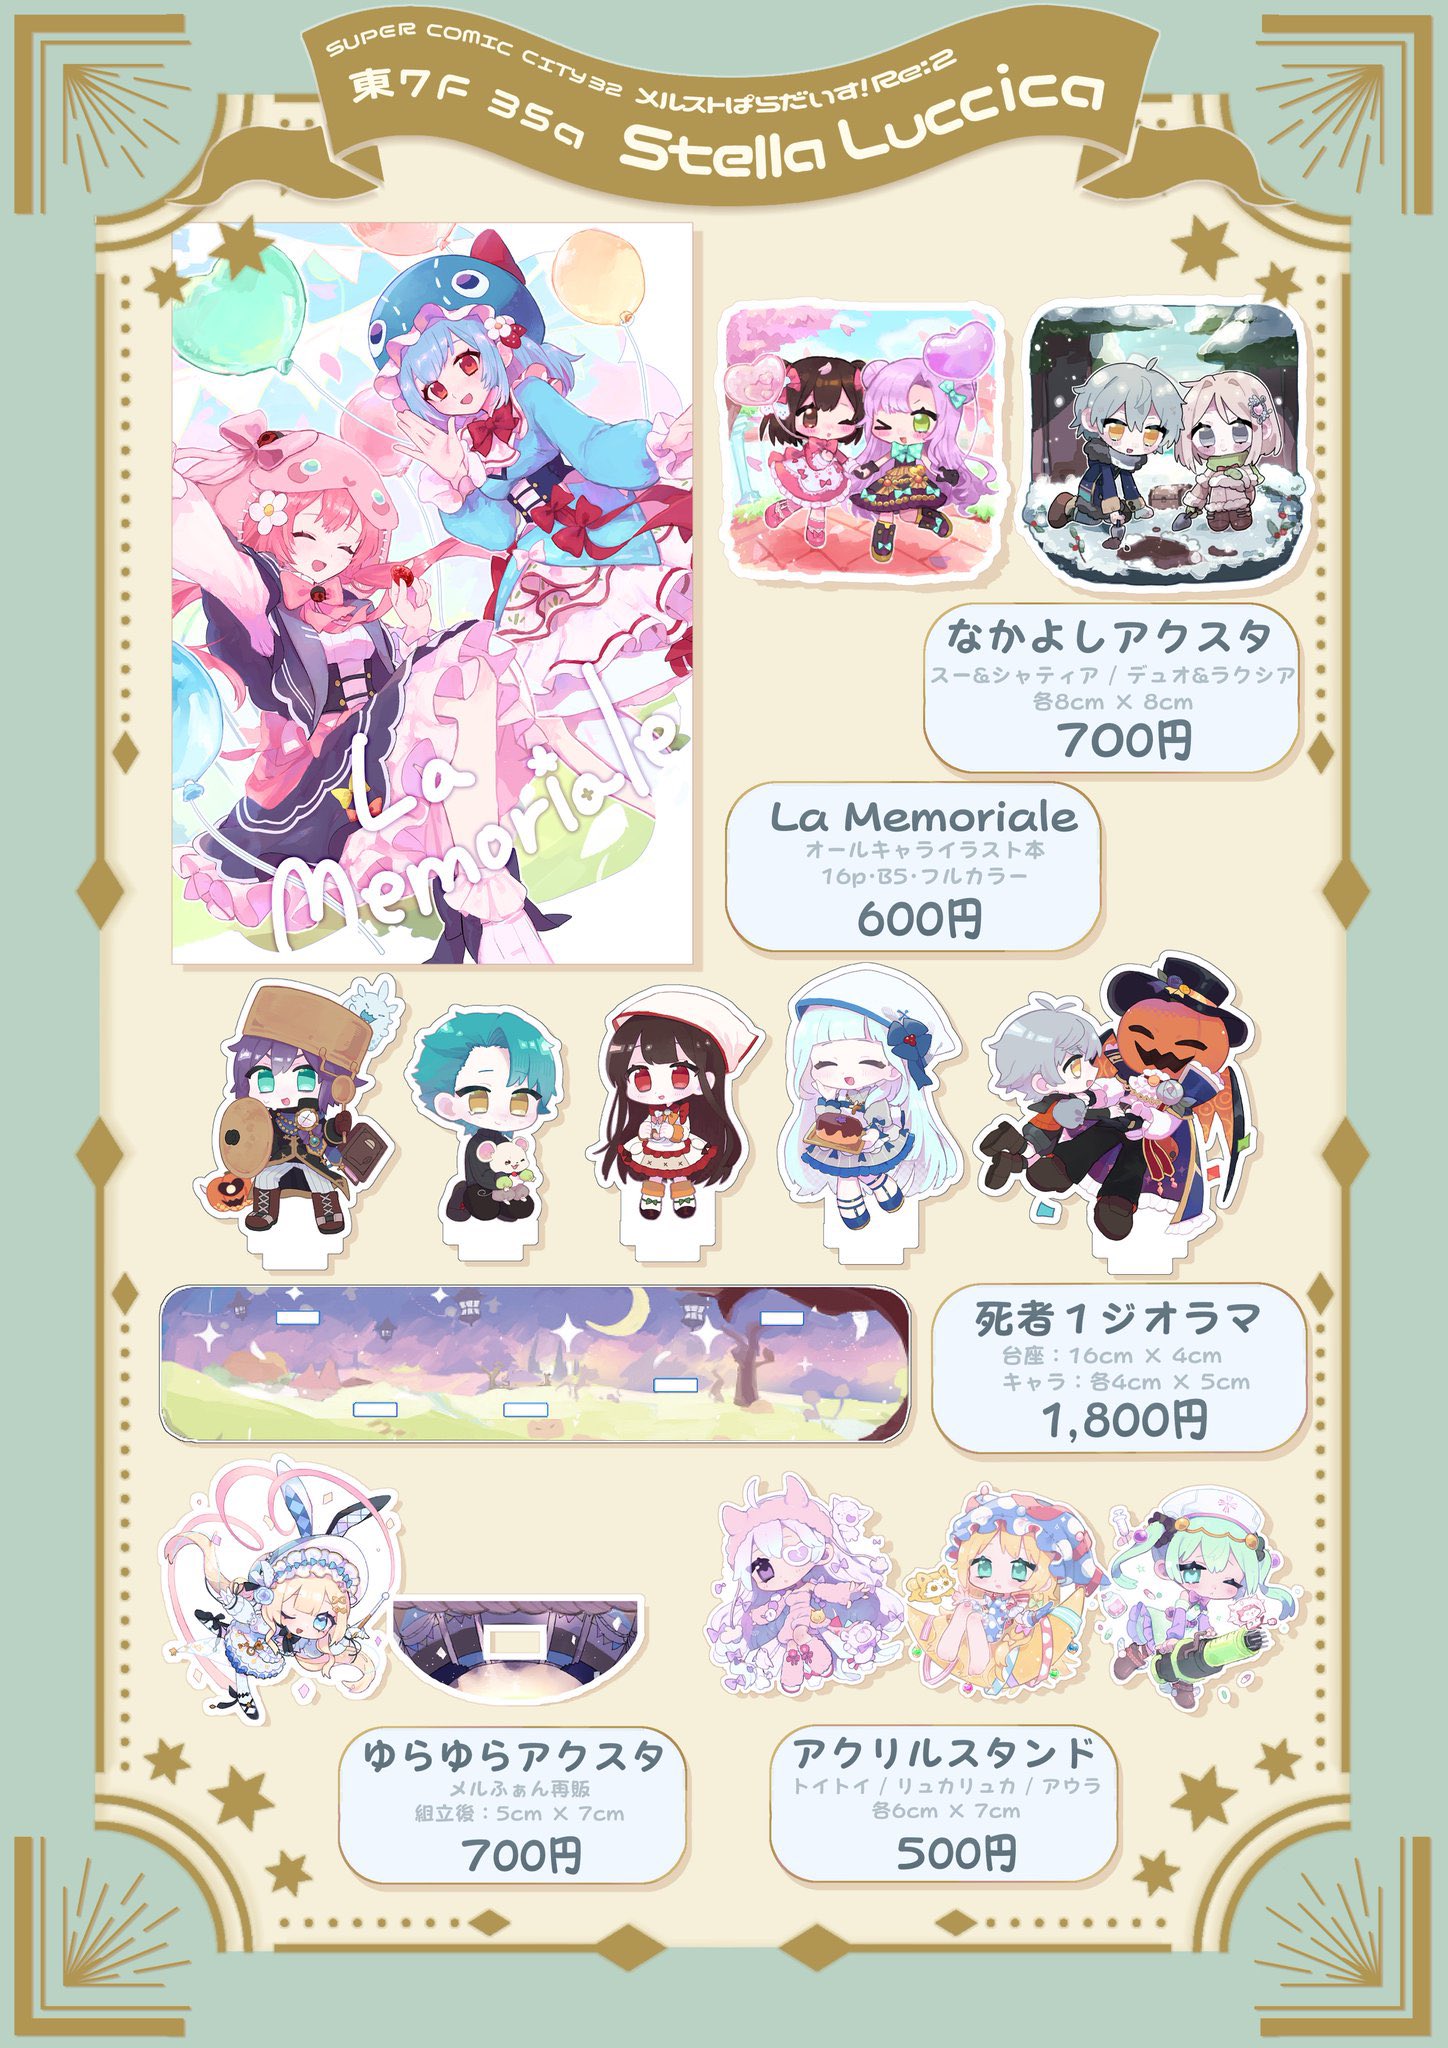 SUPER COMIC CITY 32 メルストぱらだいす!Re:2
東7F 35a Stella Luccica
La
Memoriale
なかよしアクスタ
スー&シャティア / デュオ&ラクシア
各8cm × 8cm
700円
La Memoriale
オールキャライラスト本
16p・B5・フルカラー
600円
死者1ジオラマ
台座:16cm × 4cm
キャラ:各4cm × 5cm
1,800円
ゆらゆらアクスタ
メルふぁん再販
組立後:5cm × 7cm
700円
アクリルスタンド
トイトイ / リュカリュカ / アウラ
各6cm × 7cm
500円